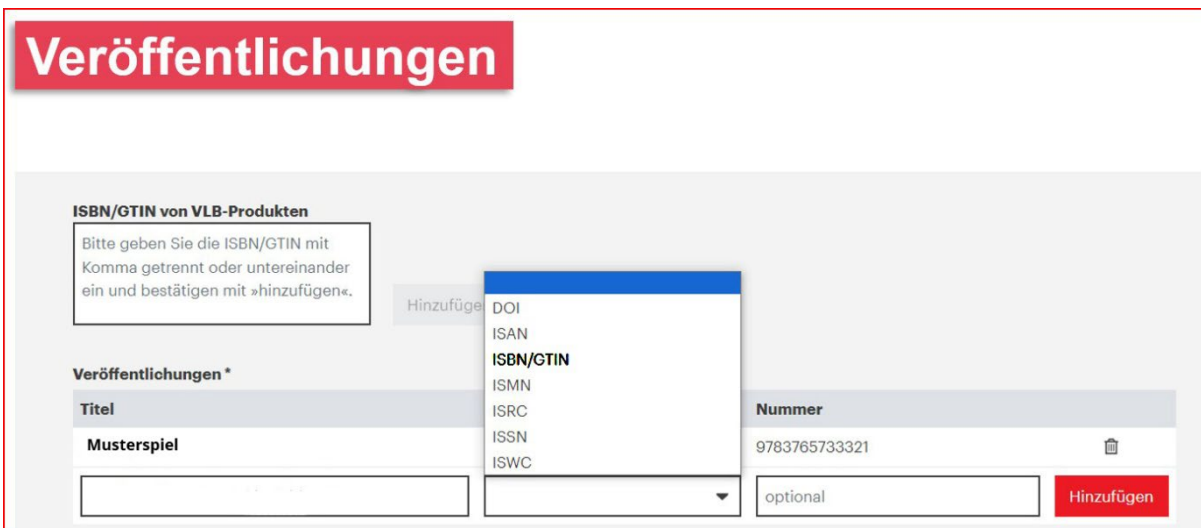 Veröffentlichungen
ISBN/GTIN von VLB-Produkten
Bitte geben Sie die ISBN/GTIN mit
Komma getrennt oder untereinander
ein und bestätigen mit »hinzufügen«.
Hinzufüge
DOI
ISAN
ISBN/GTIN
ISMN
ISRC
ISSN
ISWC
Veröffentlichungen *
Titel
Nummer
Musterspiel
9783765733321
optional
Hinzufügen